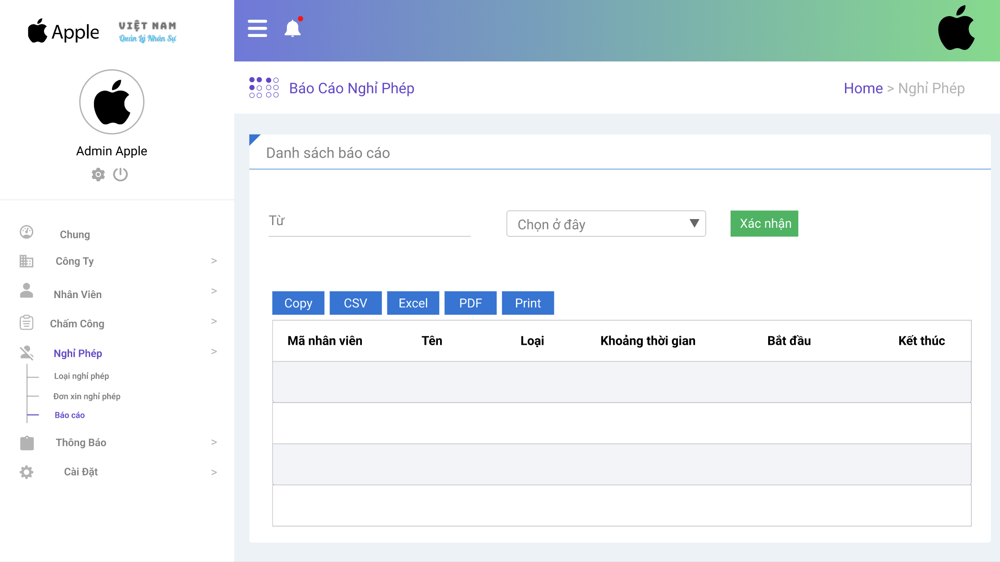 Apple
VIỆT NAM
Quản Lý Nhân Sự
Admin Apple
Chung
Công Ty >
Nhân Viên >
Chấm Công >
Nghỉ Phép >
Loại nghỉ phép
Đơn xin nghỉ phép
Báo cáo
Thông Báo >
Cài Đặt >
Báo Cáo Nghỉ Phép
Home > Nghỉ Phép
Danh sách báo cáo
Từ
Chọn ở đây
Xác nhận
Copy CSV Excel PDF Print
Mã nhân viên Tên Loại Khoảng thời gian Bắt đầu Kết thúc